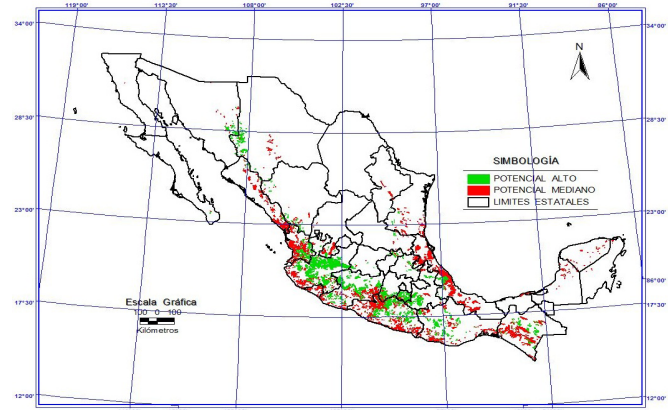 119°00' 108°00' 102°30' 97°00' 91°30' 86°00'
34°00' 34°00'
N
28°30' 28°30'
SIMBOLOGÍA
POTENCIAL ALTO
POTENCIAL MEDIANO
LIMITES ESTATALES
23°00' 23°00'
86°00'
17°30' 17°30'
Escala Gráfica
100 0 100
Kilómetros
12°00' 12°00'